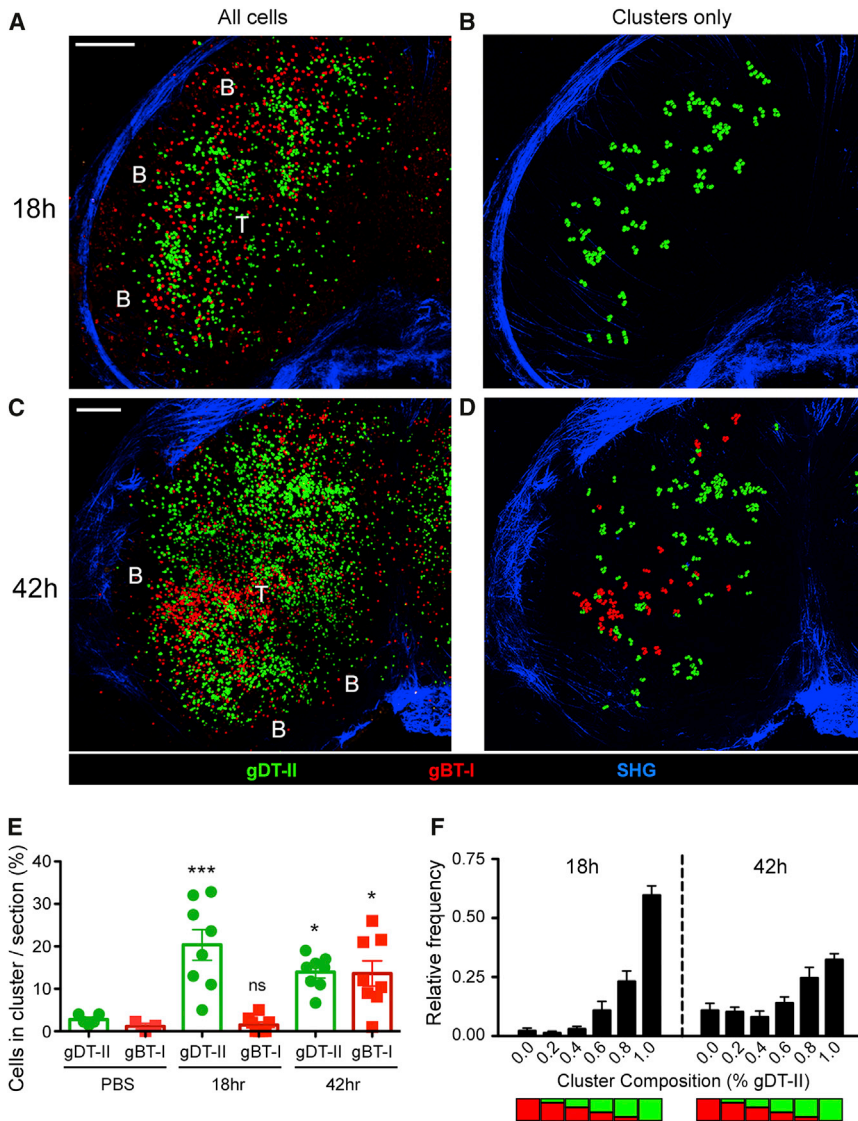 All cells
Clusters only
A
B
18h
B
B
T
B
C
D
42h
B
T
B
B
gDT-II gBT-I SHG
E
Cells in cluster / section (%)
40
30
20
10
0
***
ns
*
*
gDT-II gBT-I gDT-II gBT-I gDT-II gBT-I
PBS 18hr 42hr
F
Relative frequency
0.75
0.50
0.25
0.00
18h 42h
0.0 0.2 0.4 0.6 0.8 1.0 0.0 0.2 0.4 0.6 0.8 1.0
Cluster Composition (% gDT-II)